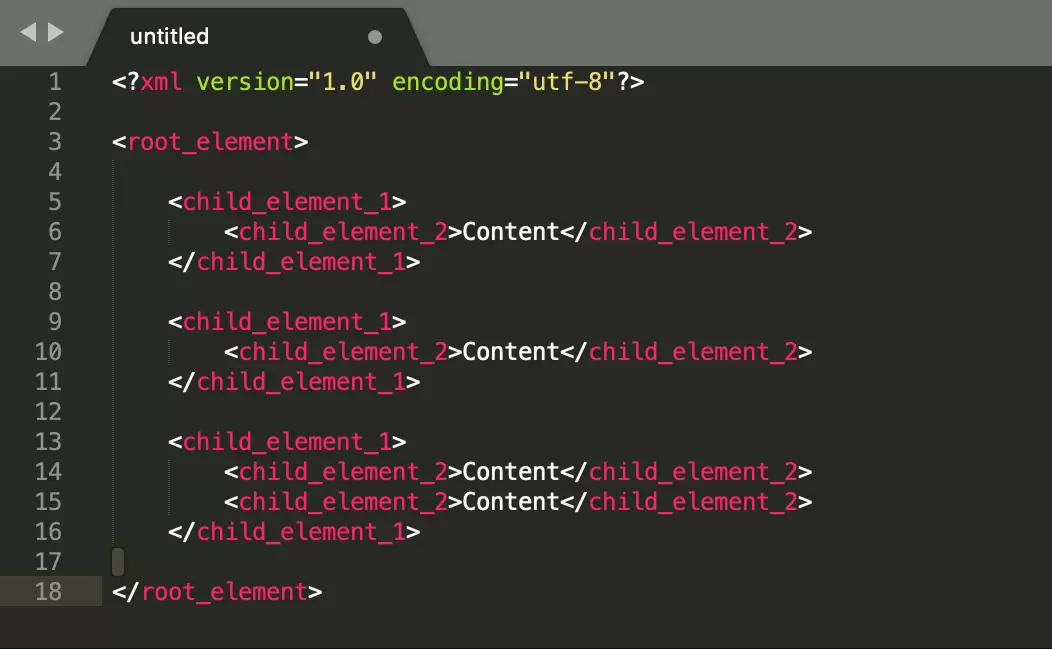 untitled
1 <?xml version="1.0" encoding="utf-8"?>
2
3 <root_element>
4
5     <child_element_1>
6         <child_element_2>Content</child_element_2>
7     </child_element_1>
8
9     <child_element_1>
10         <child_element_2>Content</child_element_2>
11     </child_element_1>
12
13     <child_element_1>
14         <child_element_2>Content</child_element_2>
15         <child_element_2>Content</child_element_2>
16     </child_element_1>
17
18 </root_element>